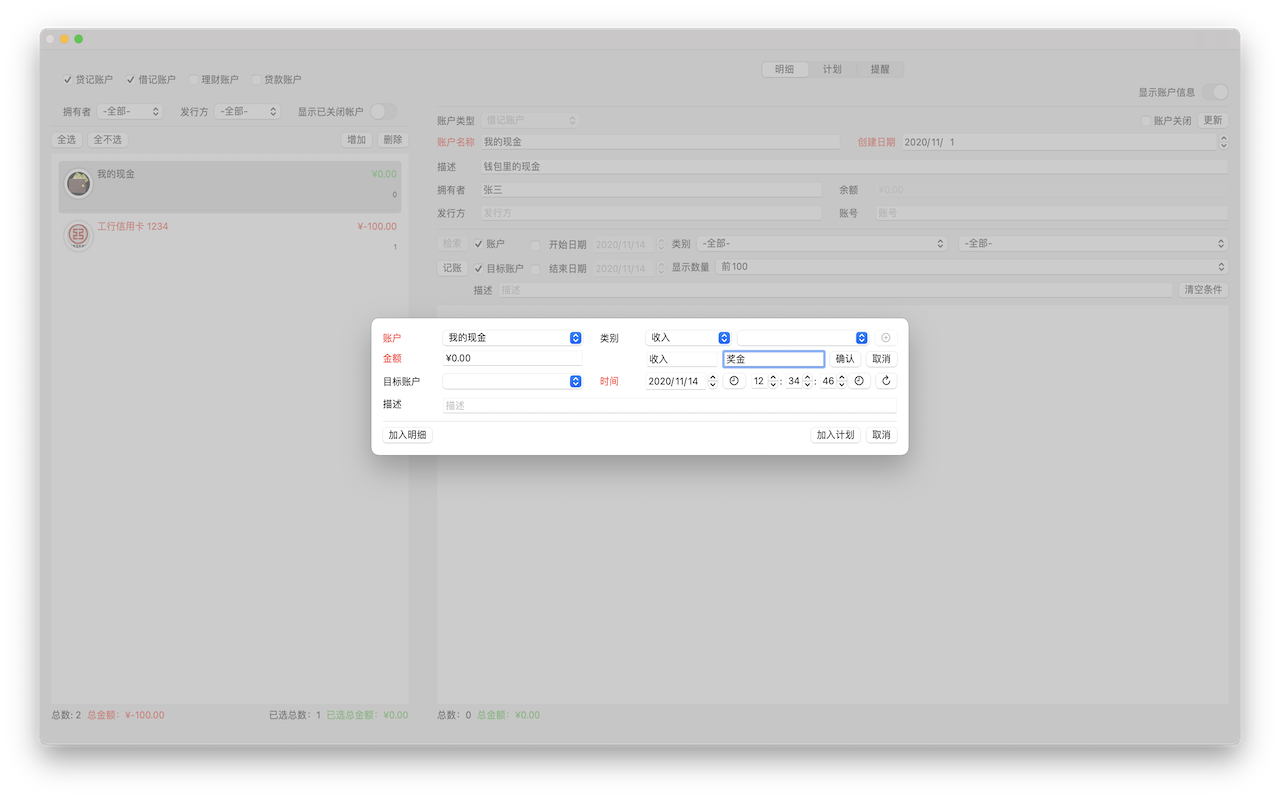 明细 计划 提醒
贷记账户 借记账户 理财账户 贷款账户
显示账户信息
拥有者 -全部- 发行方 -全部- 显示已关闭帐户
账户类型 借记账户 账户关闭 更新
全选 全不选 增加 删除
账户名称 我的现金 创建日期 2020/11/ 1
描述 钱包里的现金
我的现金 ¥0.00
0
拥有者 张三 余额 ¥0.00
发行方 发行方 账号 账号
工行信用卡 1234 ¥-100.00
1
检索 账户 开始日期 2020/11/14 类别 -全部- -全部-
记账 目标账户 结束日期 2020/11/14 显示数量 前100
描述 描述 清空条件
账户 我的现金 类别 收入
金额 ¥0.00 收入 奖金 确认 取消
目标账户 时间 2020/11/14 12 : 34 : 46
描述 描述
加入明细 加入计划 取消
总数: 2 总金额: ¥-100.00 已选总数: 1 已选总金额: ¥0.00 总数: 0 总金额: ¥0.00